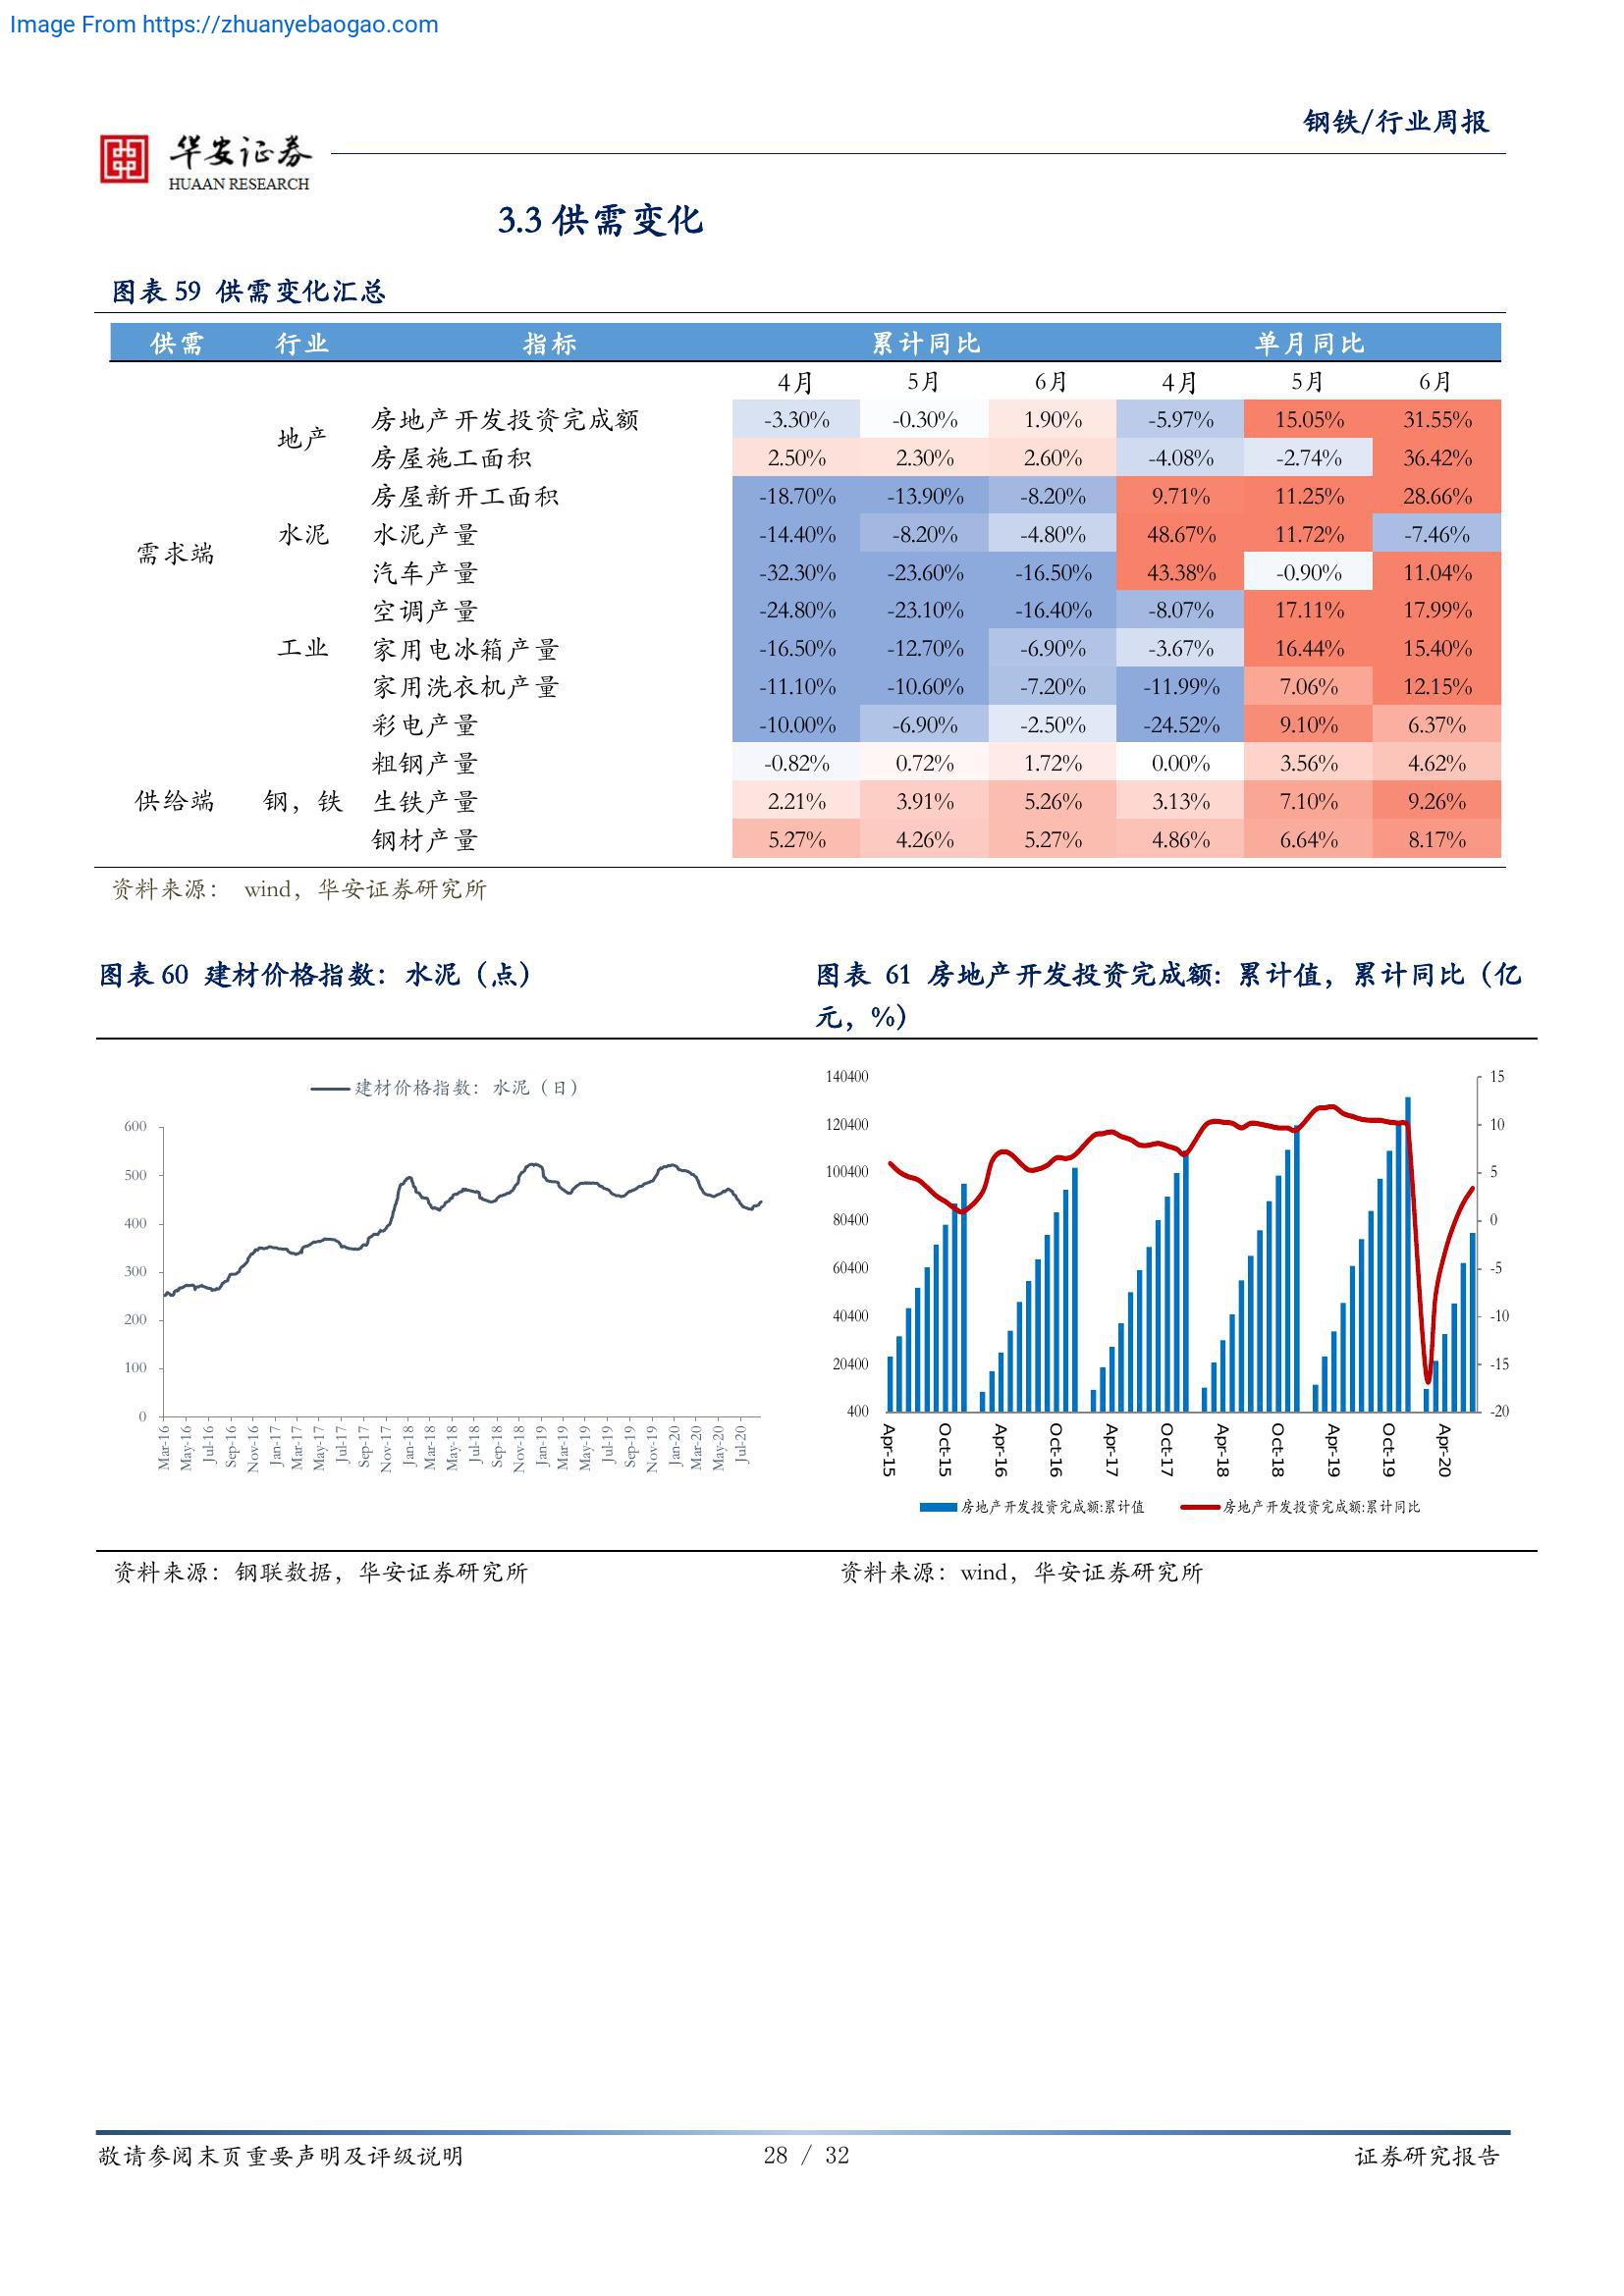 Image From https://zhuanyebaogao.com
钢铁/行业周报
华安证券
HUAAN RESEARCH
3.3 供需变化
图表 59 供需变化汇总
供需 行业 指标 累计同比 单月同比
4月 5月 6月 4月 5月 6月
房地产开发投资完成额 -3.30% -0.30% 1.90% -5.97% 15.05% 31.55%
地产
房屋施工面积 2.50% 2.30% 2.60% -4.08% -2.74% 36.42%
房屋新开工面积 -18.70% -13.90% -8.20% 9.71% 11.25% 28.66%
水泥 水泥产量 -14.40% -8.20% -4.80% 48.67% 11.72% -7.46%
需求端
汽车产量 -32.30% -23.60% -16.50% 43.38% -0.90% 11.04%
空调产量 -24.80% -23.10% -16.40% -8.07% 17.11% 17.99%
工业 家用电冰箱产量 -16.50% -12.70% -6.90% -3.67% 16.44% 15.40%
家用洗衣机产量 -11.10% -10.60% -7.20% -11.99% 7.06% 12.15%
彩电产量 -10.00% -6.90% -2.50% -24.52% 9.10% 6.37%
粗钢产量 -0.82% 0.72% 1.72% 0.00% 3.56% 4.62%
供给端 钢，铁 生铁产量 2.21% 3.91% 5.26% 3.13% 7.10% 9.26%
钢材产量 5.27% 4.26% 5.27% 4.86% 6.64% 8.17%
资料来源： wind，华安证券研究所
图表 60 建材价格指数：水泥（点）
建材价格指数：水泥（日）
600
500
400
300
200
100
0
Mar-16 May-16 Jul-16 Sep-16 Nov-16 Jan-17 Mar-17 May-17 Jul-17 Sep-17 Nov-17 Jan-18 Mar-18 May-18 Jul-18 Sep-18 Nov-18 Jan-19 Mar-19 May-19 Jul-19 Sep-19 Nov-19 Jan-20 Mar-20 May-20 Jul-20
资料来源：钢联数据，华安证券研究所
图表 61 房地产开发投资完成额：累计值，累计同比（亿
元，%）
140400 15
120400 10
100400 5
80400 0
60400 -5
40400 -10
20400 -15
400 -20
Apr-15 Oct-15 Apr-16 Oct-16 Apr-17 Oct-17 Apr-18 Oct-18 Apr-19 Oct-19 Apr-20
房地产开发投资完成额:累计值 房地产开发投资完成额:累计同比
资料来源：wind，华安证券研究所
敬请参阅末页重要声明及评级说明 28 / 32 证券研究报告